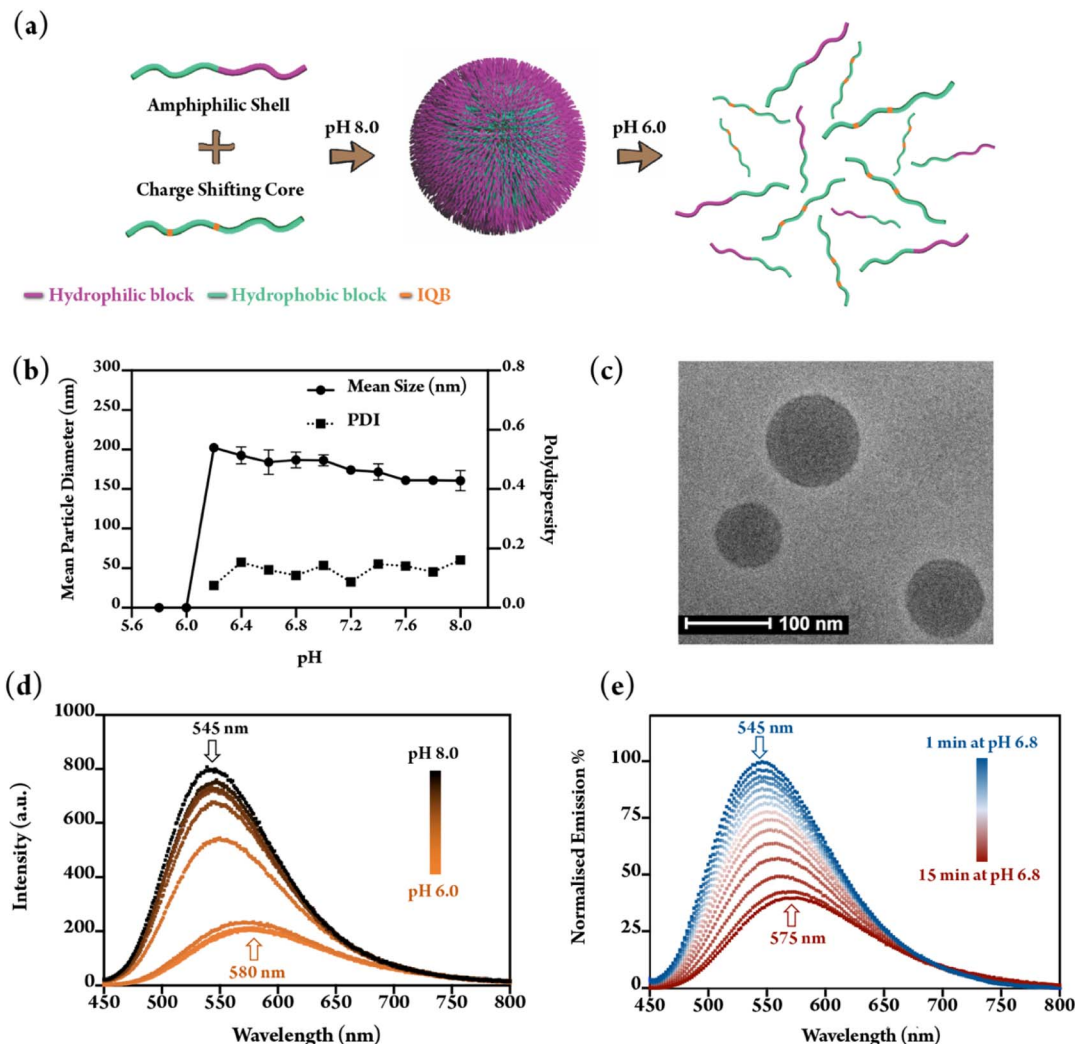 (a)
Amphiphilic Shell
Charge Shifting Core
pH 8.0
pH 6.0
Hydrophilic block Hydrophobic block IQB
(b)
Mean Particle Diameter (nm)
300
250
200
150
100
50
0
Mean Size (nm)
PDI
0.8
0.6
0.4
0.2
0.0
Polydispersity
5.6 6.0 6.4 6.8 7.2 7.6 8.0
pH
(c)
100 nm
(d)
Intensity (a.u.)
1000
800
600
400
200
0
545 nm
pH 8.0
pH 6.0
580 nm
450 500 550 600 650 700 750 800
Wavelength (nm)
(e)
Normalised Emission %
100
75
50
25
0
545 nm
1 min at pH 6.8
15 min at pH 6.8
575 nm
450 500 550 600 650 700 750 800
Wavelength (nm)